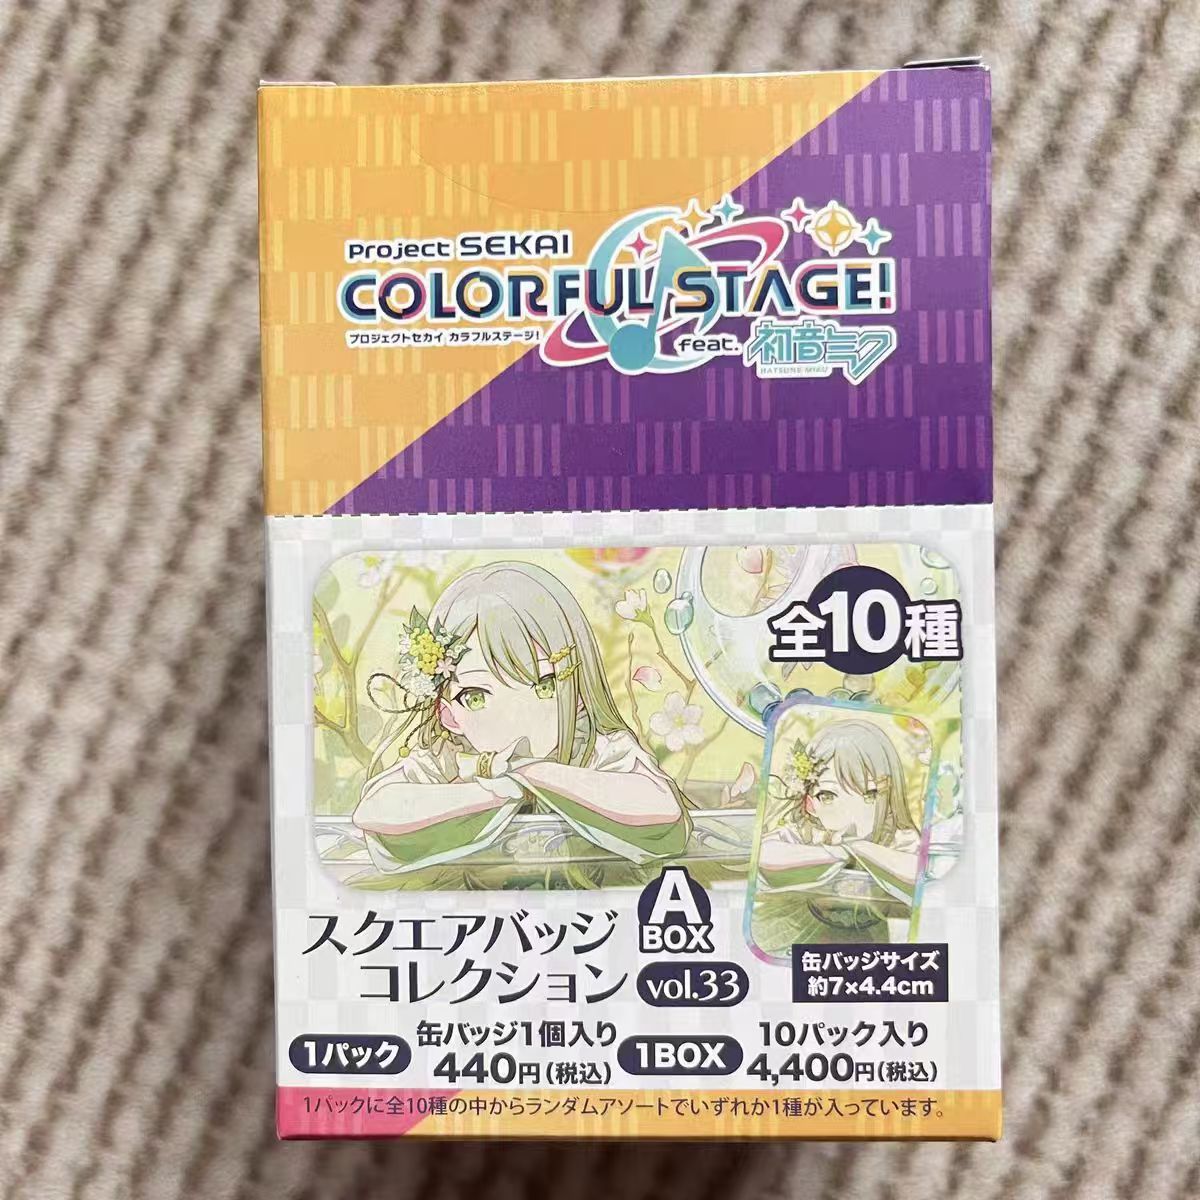 Project SEKAI
COLORFUL STAGE!
プロジェクトセカイ カラフルステージ!
feat. 初音ミク
HATSUNE MIKU
全10種
スクエアバッジ
コレクション
A
BOX
vol.33
缶バッジサイズ
約7×4.4cm
1パック
缶バッジ1個入り
440円(税込)
1BOX
10パック入り
4,400円(税込)
1パックに全10種の中からランダムアソートでいずれか1種が入っています。